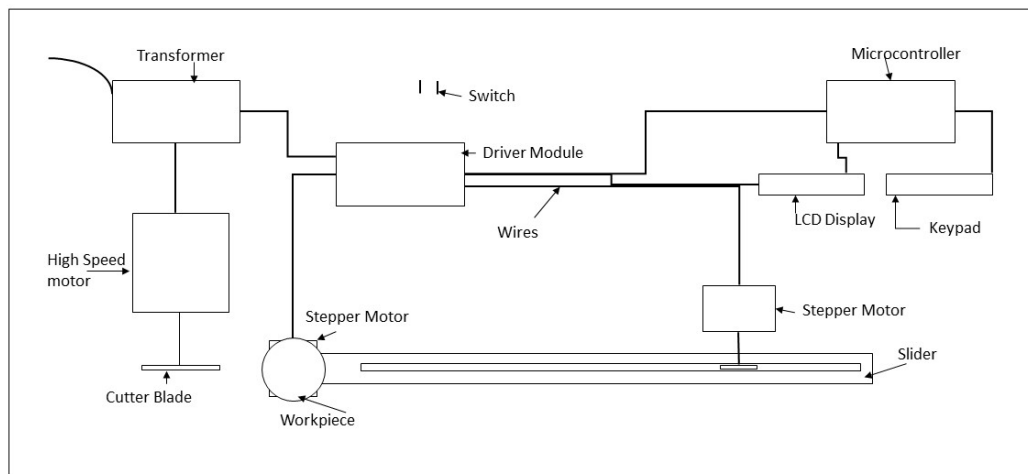 Transformer
Microcontroller
Switch
Driver Module
LCD Display
Keypad
Wires
High Speed
motor
Stepper Motor
Stepper Motor
Slider
Cutter Blade
Workpiece